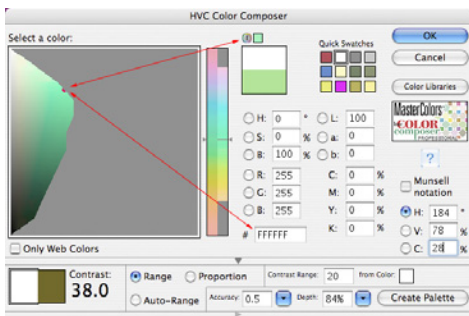 HVC Color Composer
Select a color:
Quick Swatches
OK
Cancel
Color Libraries
MasterColors
COLOR
composer
PROFESSIONAL
?
H: 0 °
L: 100
S: 0 %
a: 0
B: 100 %
b: 0
R: 255
C: 0 %
G: 255
M: 0 %
B: 255
Y: 0 %
# FFFFFF
K: 0 %
Munsell
notation
H: 184 °
V: 78 %
C: 28 %
Only Web Colors
Contrast:
38.0
Range
Proportion
Contrast Range: 20
from Color:
Auto-Range
Accuracy: 0.5
Depth: 84%
Create Palette